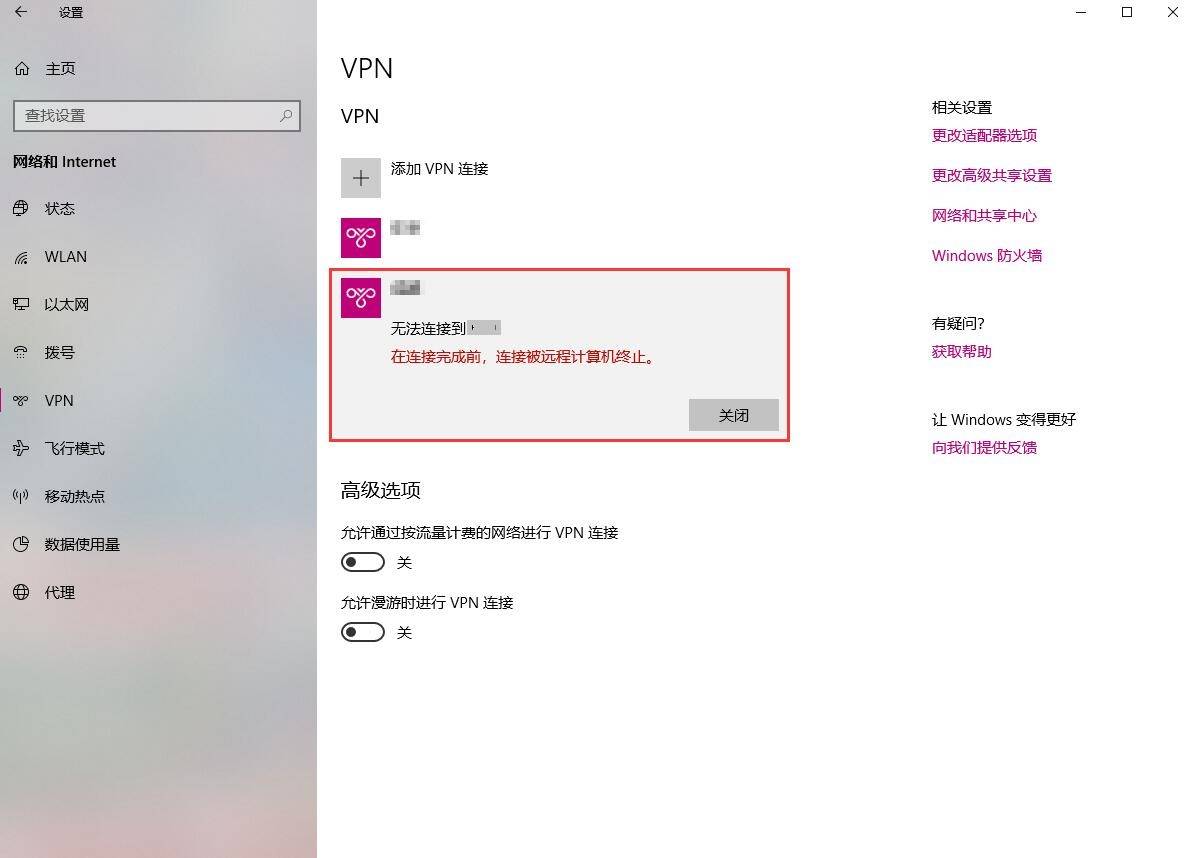 设置
主页
查找设置
网络和 Internet
状态
WLAN
以太网
拨号
VPN
飞行模式
移动热点
数据使用量
代理
VPN
VPN
添加 VPN 连接
无法连接到
在连接完成前，连接被远程计算机终止。
关闭
高级选项
允许通过按流量计费的网络进行 VPN 连接
关
允许漫游时进行 VPN 连接
关
相关设置
更改适配器选项
更改高级共享设置
网络和共享中心
Windows 防火墙
有疑问?
获取帮助
让 Windows 变得更好
向我们提供反馈